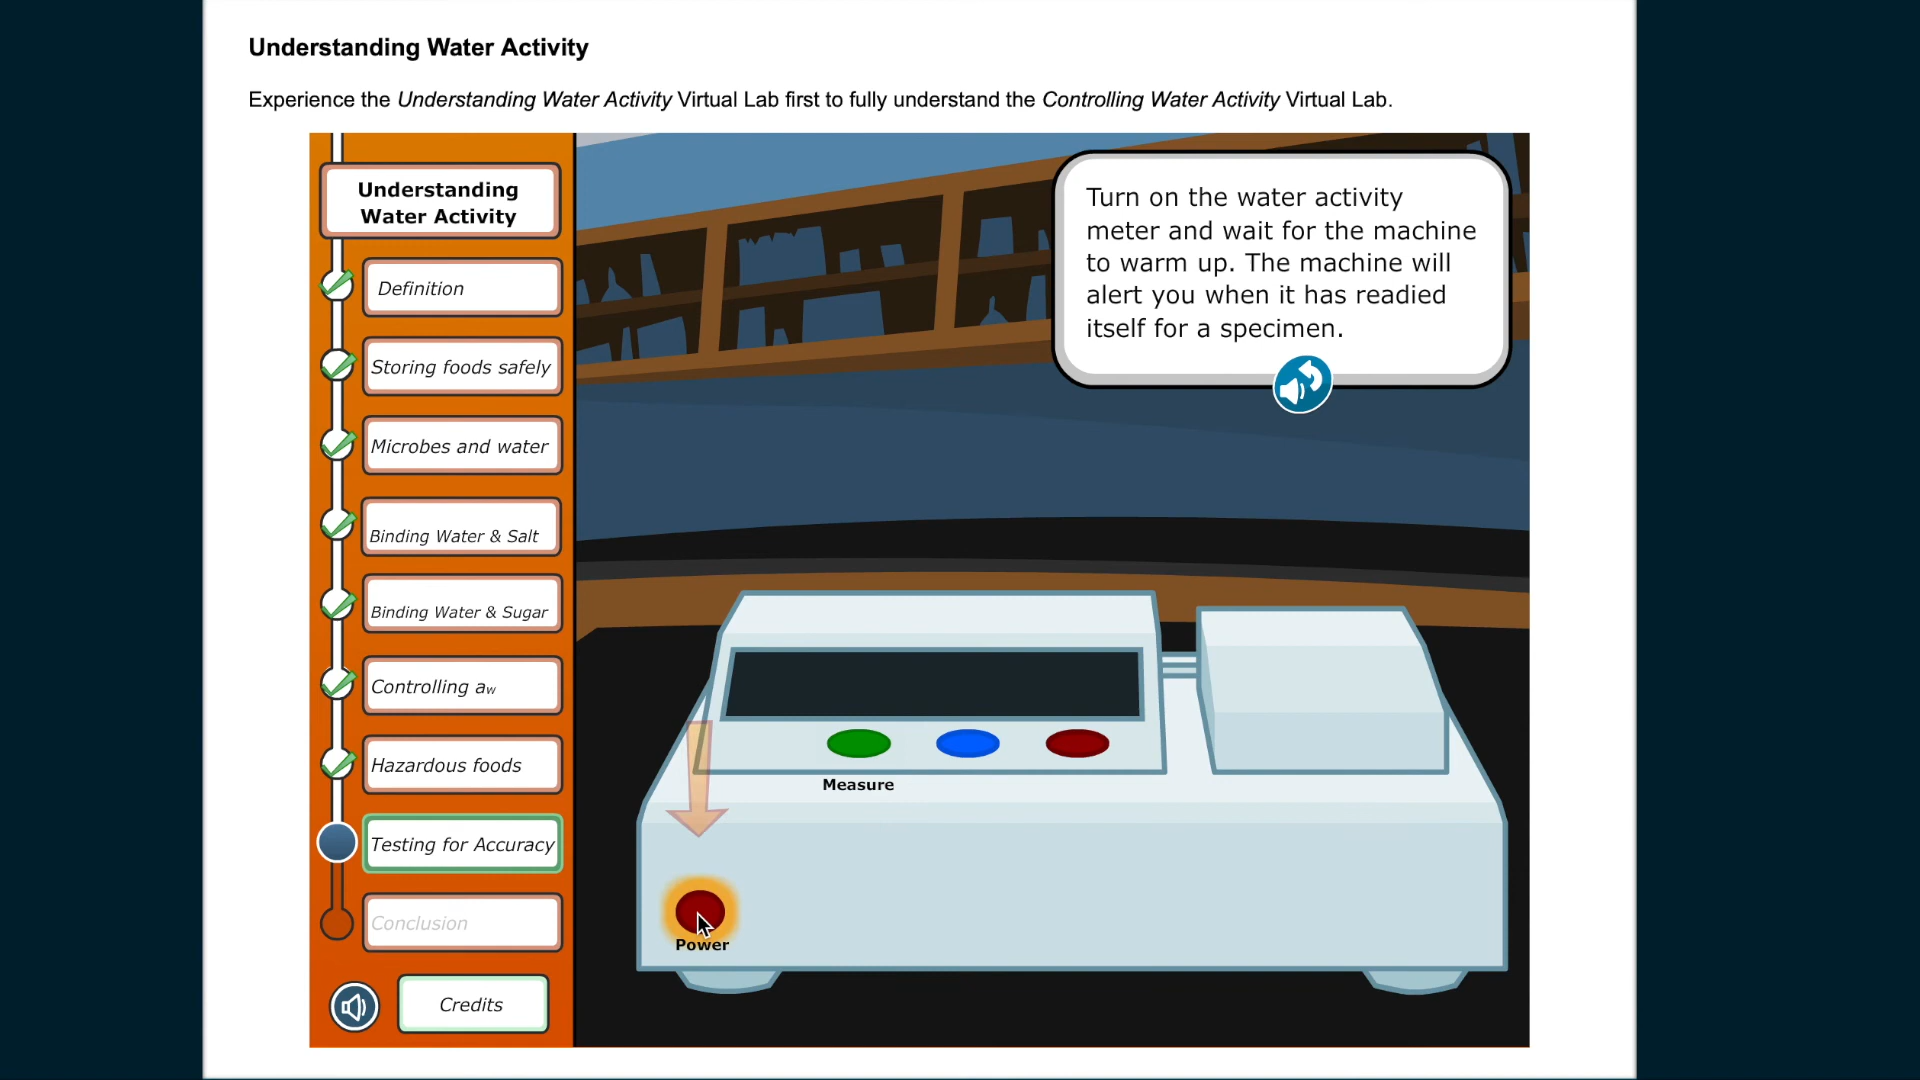 Understanding Water Activity
Experience the Understanding Water Activity Virtual Lab first to fully understand the Controlling Water Activity Virtual Lab.
Understanding
Water Activity
Definition
Storing foods safely
Microbes and water
Binding Water & Salt
Binding Water & Sugar
Controlling aw
Hazardous foods
Testing for Accuracy
Conclusion
Credits
Turn on the water activity
meter and wait for the machine
to warm up. The machine will
alert you when it has readied
itself for a specimen.
Measure
Power